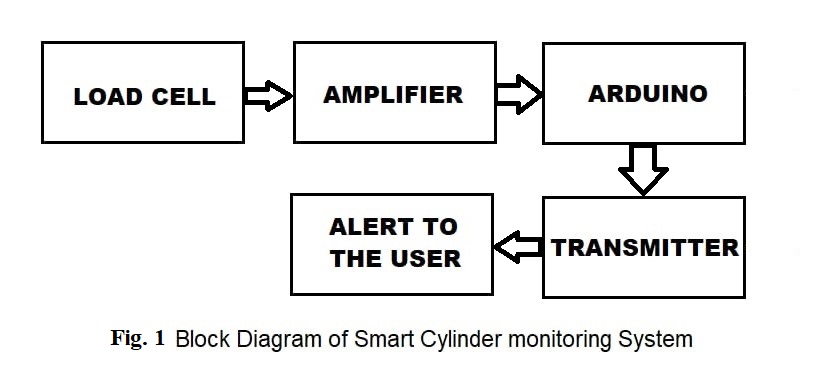 LOAD CELL
AMPLIFIER
ARDUINO
TRANSMITTER
ALERT TO
THE USER
Fig. 1 Block Diagram of Smart Cylinder monitoring System